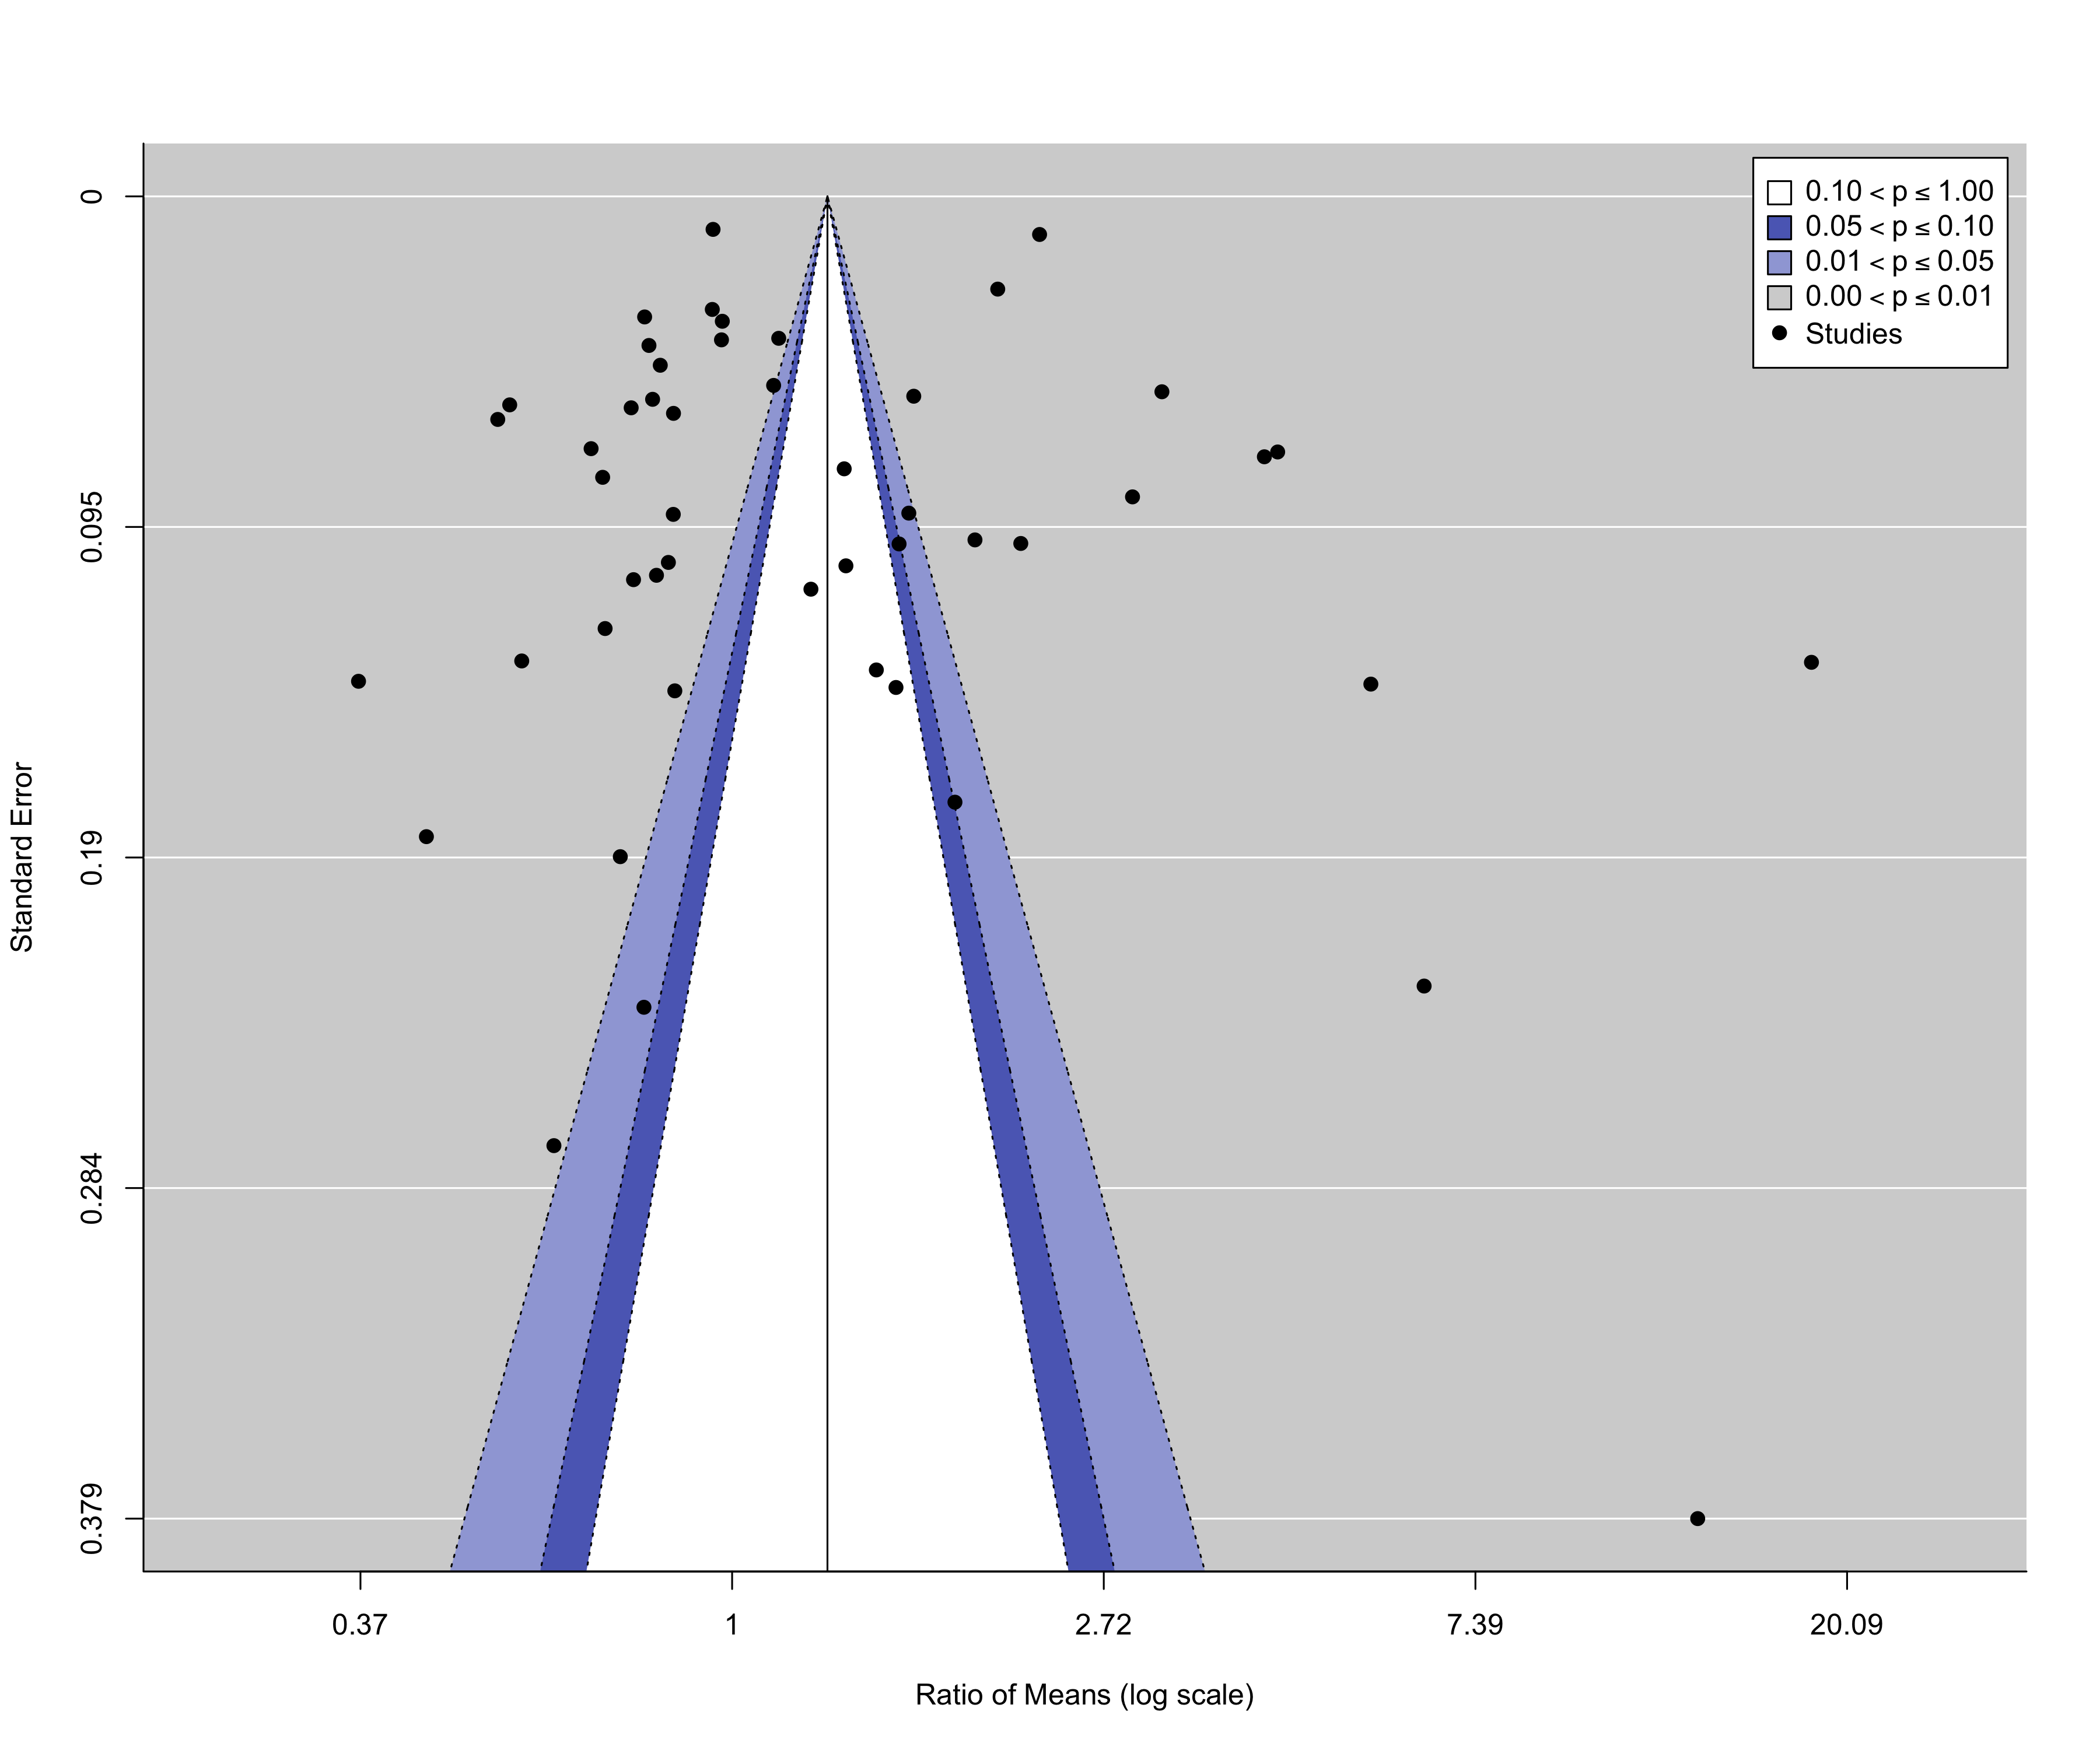 0.10 < p ≤ 1.00
0.05 < p ≤ 0.10
0.01 < p ≤ 0.05
0.00 < p ≤ 0.01
Studies
Standard Error
0
0.095
0.19
0.284
0.379
0.37
1
2.72
7.39
20.09
Ratio of Means (log scale)